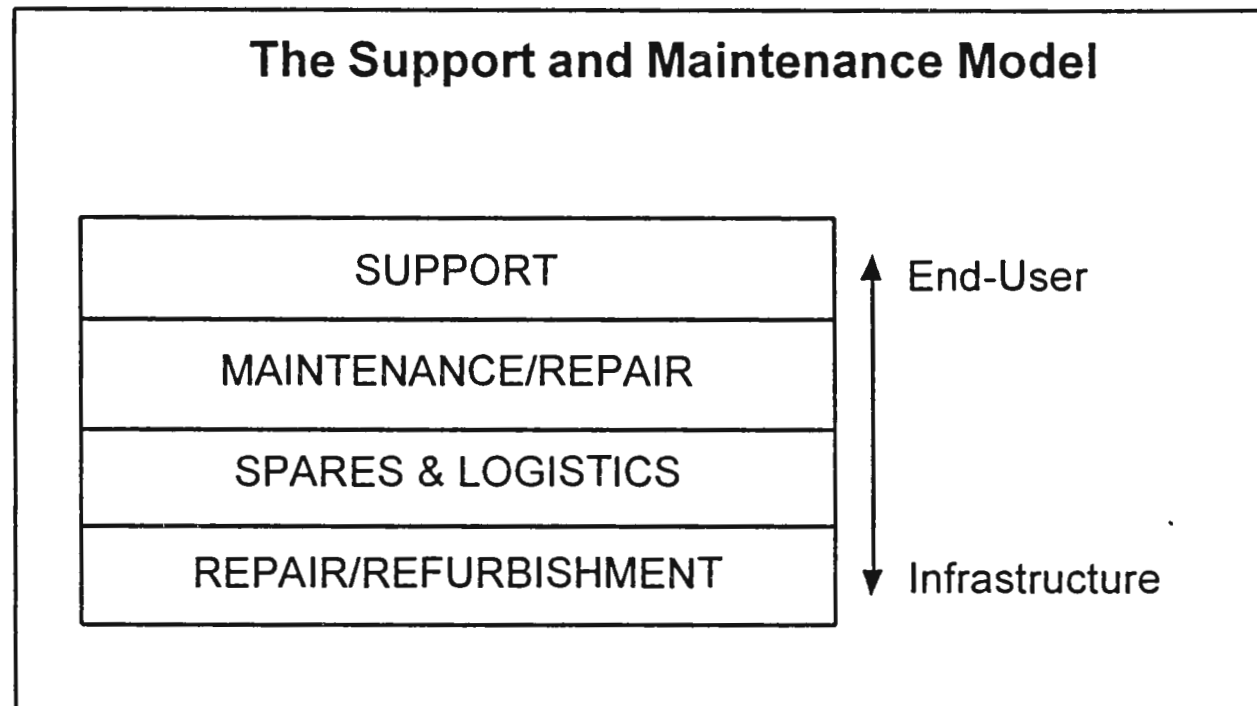 The Support and Maintenance Model
SUPPORT
End-User
MAINTENANCE/REPAIR
SPARES & LOGISTICS
REPAIR/REFURBISHMENT
Infrastructure